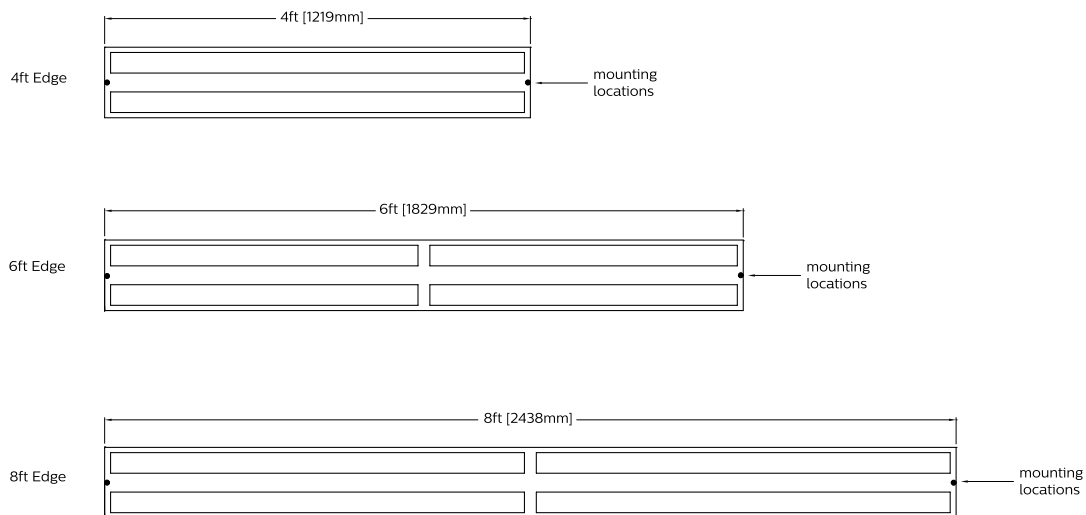 4ft [1219mm]
4ft Edge
mounting
locations
6ft [1829mm]
6ft Edge
mounting
locations
8ft [2438mm]
8ft Edge
mounting
locations